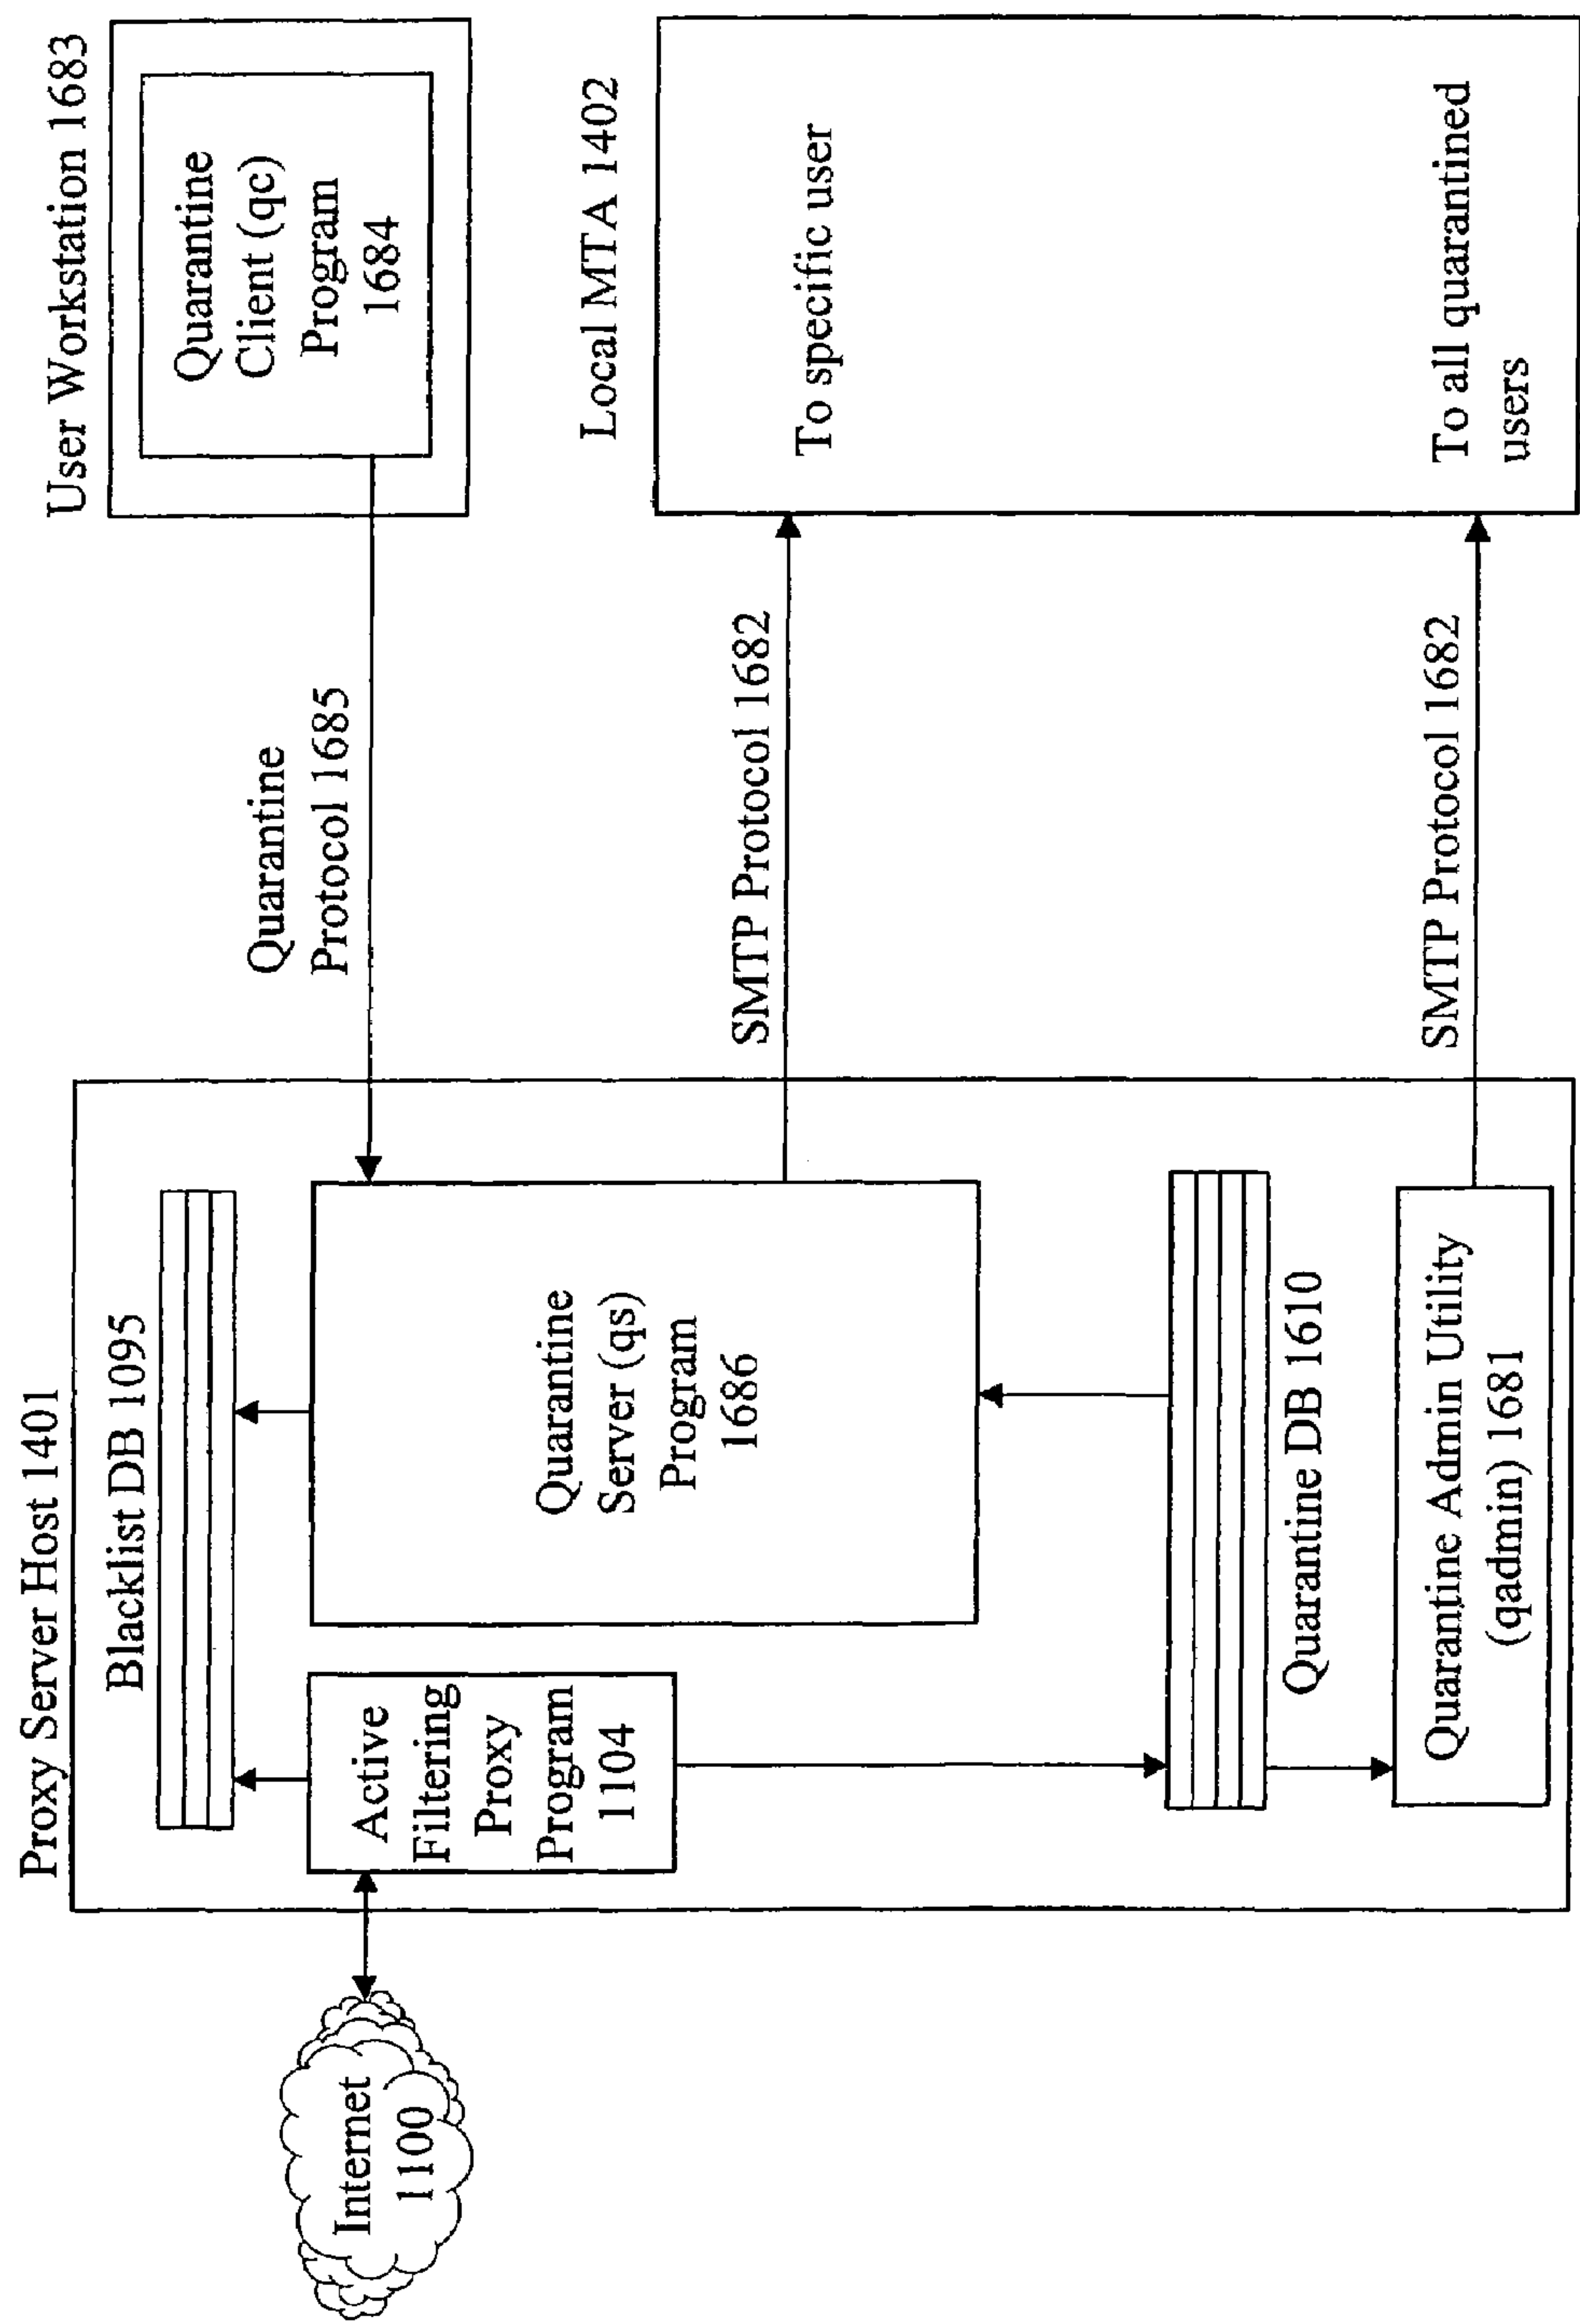 Proxy Server Host 1401
Blacklist DB 1095
Internet
1100
Active
Filtering
Proxy
Program
1104
Quarantine
Server (qs)
Program
1686
Quarantine DB 1610
Quarantine Admin Utility
(qadmin) 1681
Quarantine
Protocol 1685
SMTP Protocol 1682
SMTP Protocol 1682
User Workstation 1683
Quarantine
Client (qc)
Program
1684
Local MTA 1402
To specific user
To all quarantined
users